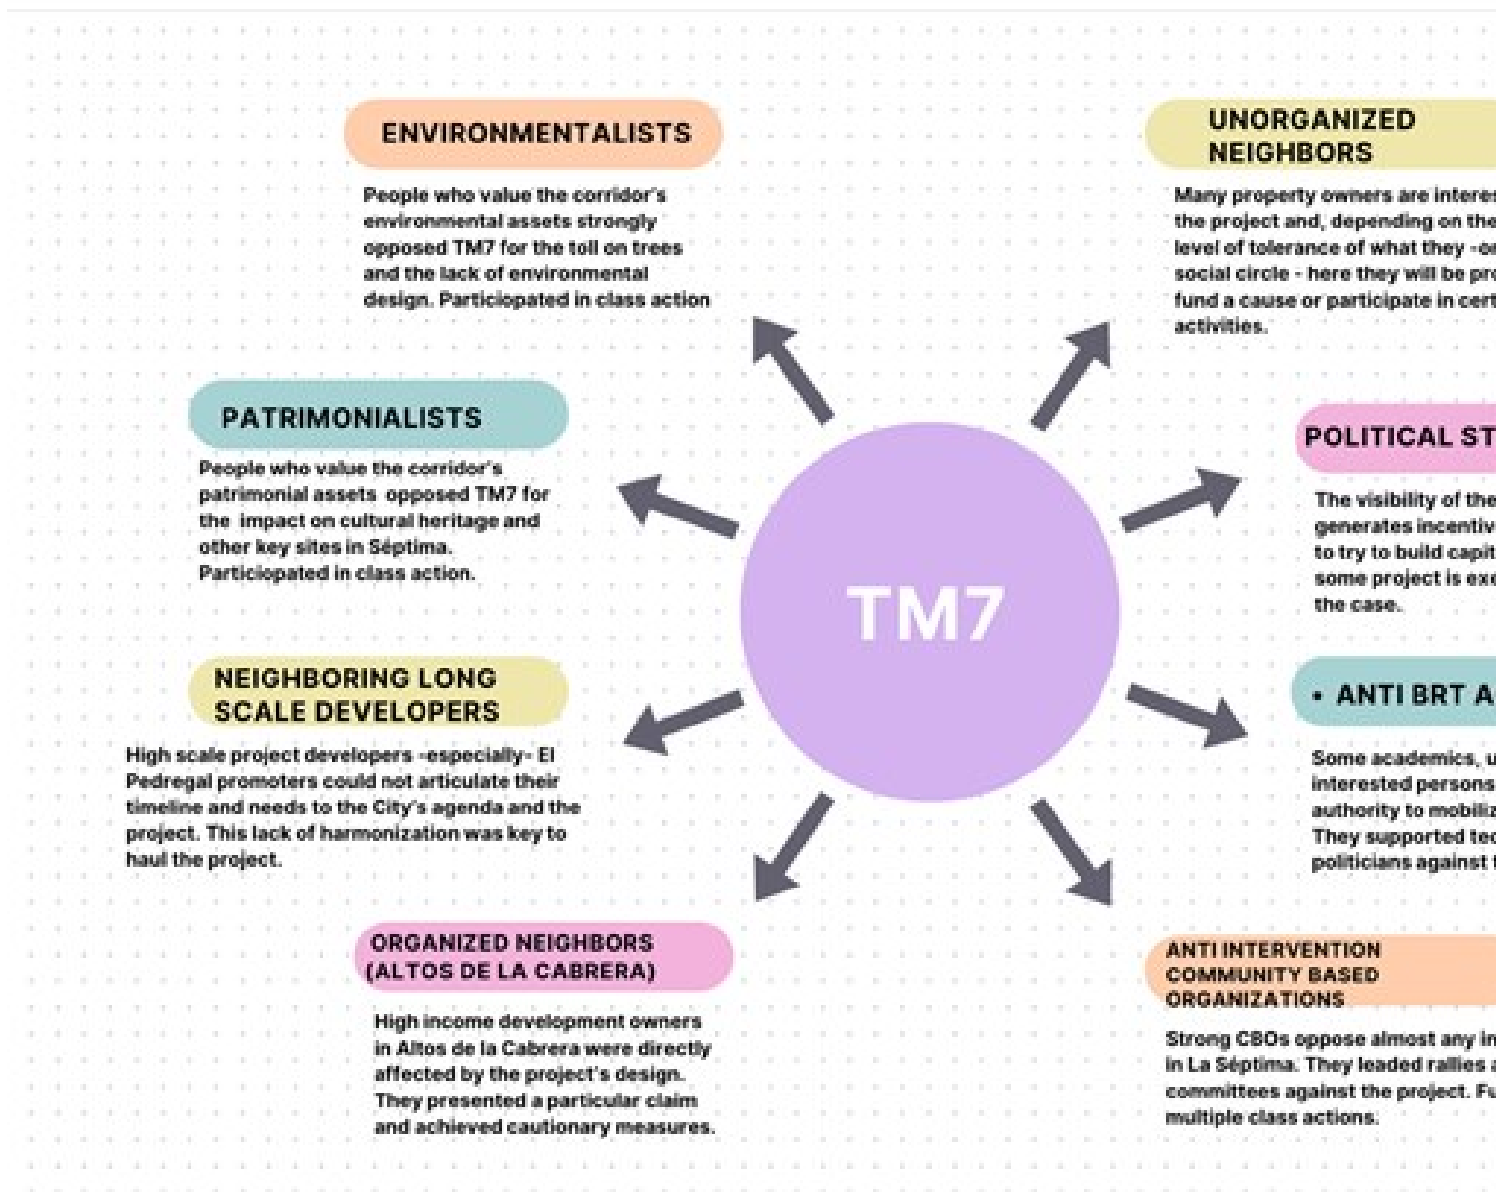 ENVIRONMENTALISTS
People who value the corridor's
environmental assets strongly
opposed TM7 for the toll on trees
and the lack of environmental
design. Particiopated in class action
PATRIMONIALISTS
People who value the corridor's
patrimonial assets opposed TM7 for
the impact on cultural heritage and
other key sites in Séptima.
Particiopated in class action.
NEIGHBORING LONG
SCALE DEVELOPERS
High scale project developers -especially- El
Pedregal promoters could not articulate their
timeline and needs to the City's agenda and the
project. This lack of harmonization was key to
haul the project.
ORGANIZED NEIGHBORS
(ALTOS DE LA CABRERA)
High income development owners
in Altos de la Cabrera were directly
affected by the project's design.
They presented a particular claim
and achieved cautionary measures.
TM7
UNORGANIZED
NEIGHBORS
Many property owners are
the project and, depending on the
level of tolerance of what they
social circle - here they will be
fund a cause or participate in
activities.
POLITICAL
The visibility of the
generates
to try to build
some project is
the case.
• ANTI BRT
Some academics,
interested persons
authority to
They supported
politicians against
ANTI INTERVENTION
COMMUNITY BASED
ORGANIZATIONS
Strong CBOs oppose almost any
in La Séptima. They leaded rallies
committees against the project.
multiple class actions.